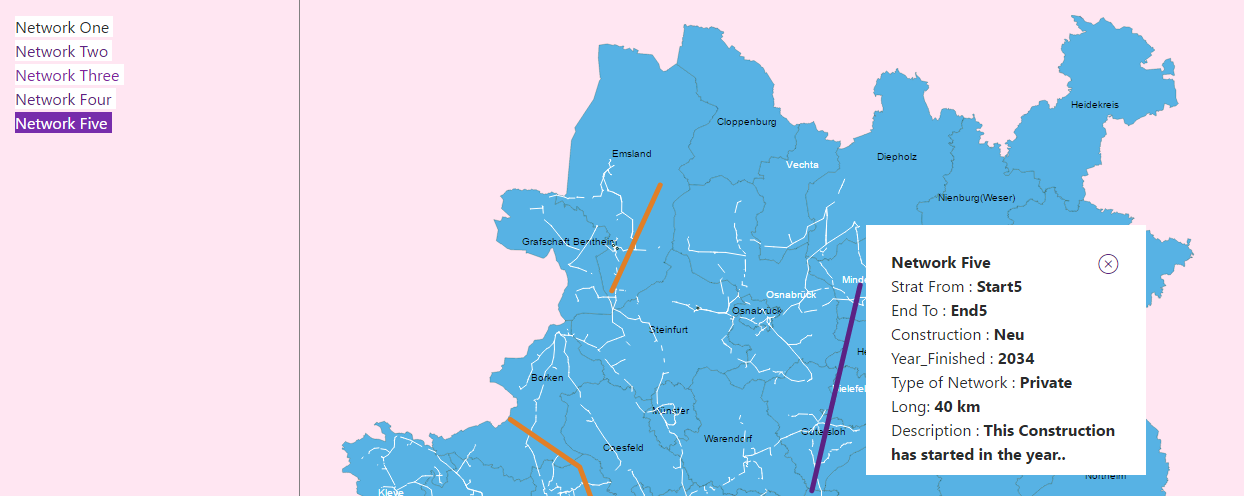 Network One
Network Two
Network Three
Network Four
Network Five
Heidekreis
Cloppenburg
Emsland
Vechta
Diepholz
Nienburg(Weser)
Grafschaft Bentheim
Osnabrück
Osnabrück
Steinfurt
Borken
Münster
Warendorf
Coesfeld
Gütersloh
Kleve
Northeim
Network Five
Strat From : Start5
End To : End5
Construction : Neu
Year_Finished : 2034
Type of Network : Private
Long: 40 km
Description : This Construction
has started in the year..